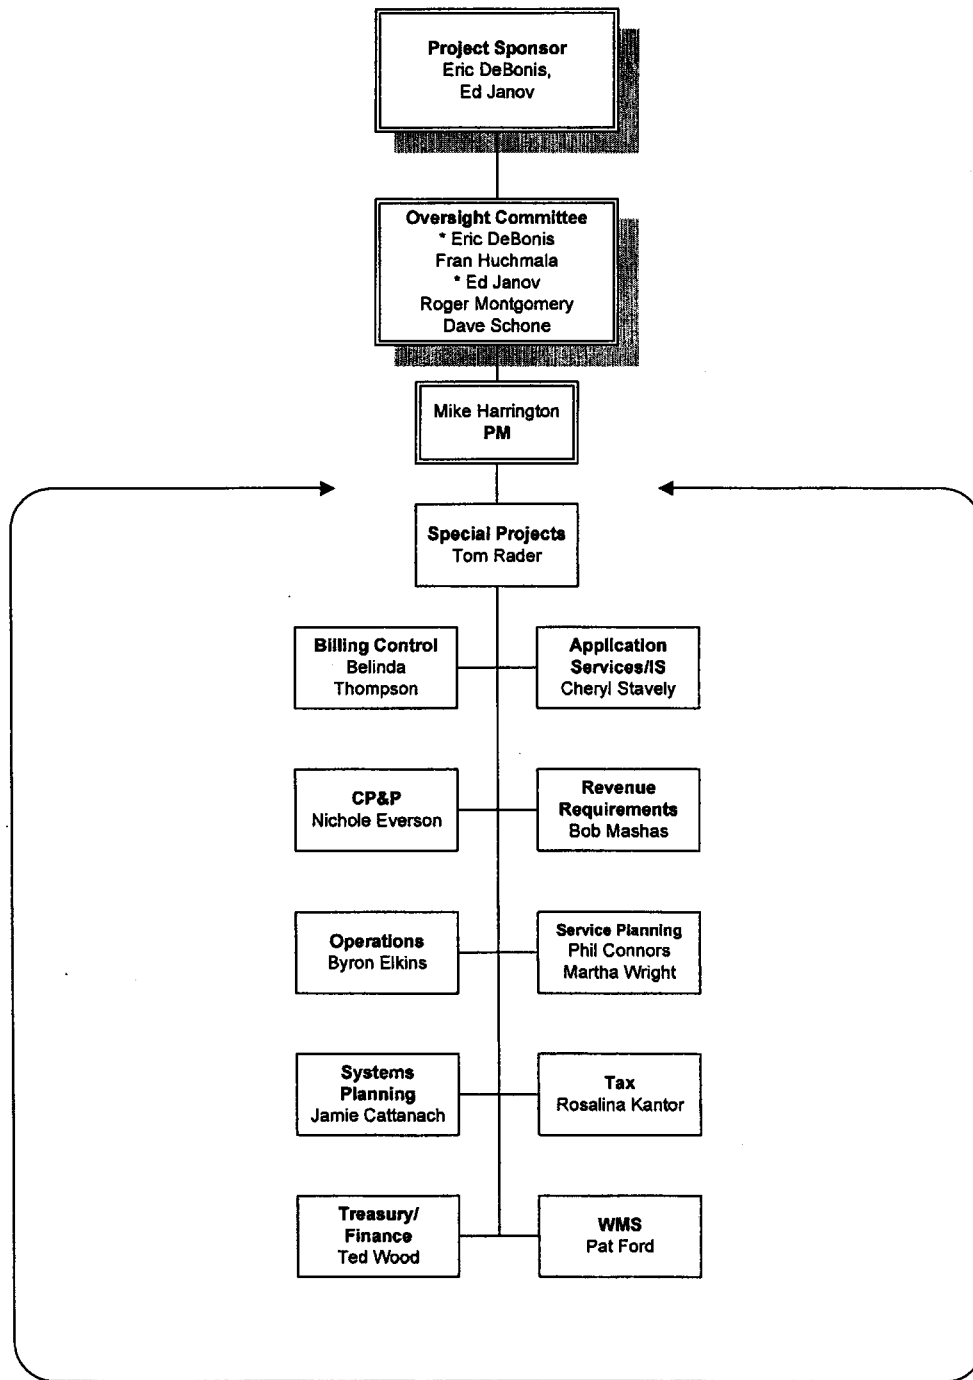 Project Sponsor
Eric DeBonis,
Ed Janov
Oversight Committee
* Eric DeBonis
Fran Huchmala
* Ed Janov
Roger Montgomery
Dave Schone
Mike Harrington
PM
Special Projects
Tom Rader
Billing Control
Belinda
Thompson
Application
Services/IS
Cheryl Stavely
CP&P
Nichole Everson
Revenue
Requirements
Bob Mashas
Operations
Byron Elkins
Service Planning
Phil Connors
Martha Wright
Systems
Planning
Jamie Cattanach
Tax
Rosalina Kantor
Treasury/
Finance
Ted Wood
WMS
Pat Ford